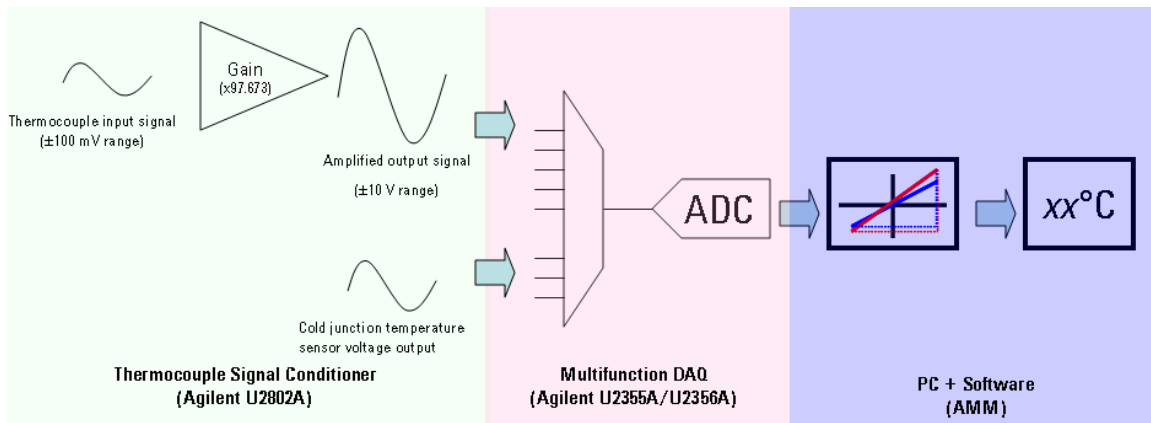 Gain
(x97.673)
Thermocouple input signal
(±100 mV range)
Amplified output signal
(±10 V range)
Cold junction temperature
sensor voltage output
Thermocouple Signal Conditioner
(Agilent U2802A)
ADC
Multifunction DAQ
(Agilent U2355A/U2356A)
xx°C
PC + Software
(AMM)